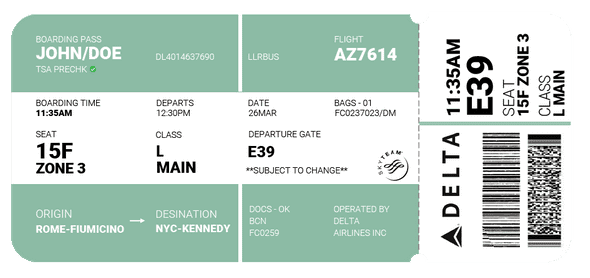 BOARDING PASS
JOHN/DOE
TSA PRECHK
DL4014637690
LLRBUS
FLIGHT
AZ7614
BOARDING TIME
11:35AM
DEPARTS
12:30PM
DATE
26MAR
BAGS - 01
FC0237023/DM
SEAT
15F
ZONE 3
CLASS
L
MAIN
DEPARTURE GATE
E39
**SUBJECT TO CHANGE**
SKYTEAM
ORIGIN
ROME-FIUMICINO
DESINATION
NYC-KENNEDY
DOCS - OK
BCN
FC0259
OPERATED BY
DELTA
AIRLINES INC
11:35AM
E39
SEAT
15F ZONE 3
CLASS
L MAIN
DELTA